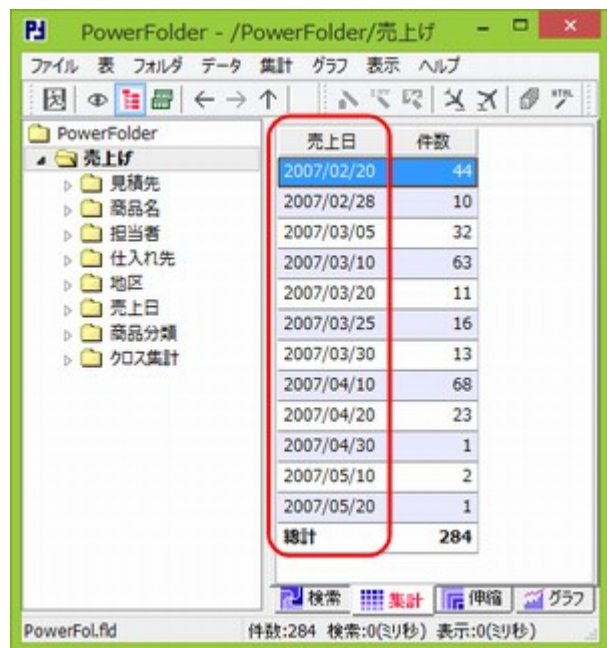 PowerFolder - /PowerFolder/売上げ
ファイル 表 フォルダ データ 集計 グラフ 表示 ヘルプ
HTML
PowerFolder
売上げ
見積先
商品名
担当者
仕入れ先
地区
売上日
商品分類
クロス集計
売上日 件数
2007/02/20 44
2007/02/28 10
2007/03/05 32
2007/03/10 63
2007/03/20 11
2007/03/25 16
2007/03/30 13
2007/04/10 68
2007/04/20 23
2007/04/30 1
2007/05/10 2
2007/05/20 1
総計 284
検索 集計 伸縮 グラフ
PowerFol.fld 件数:284 検索:0(ミリ秒) 表示:0(ミリ秒)